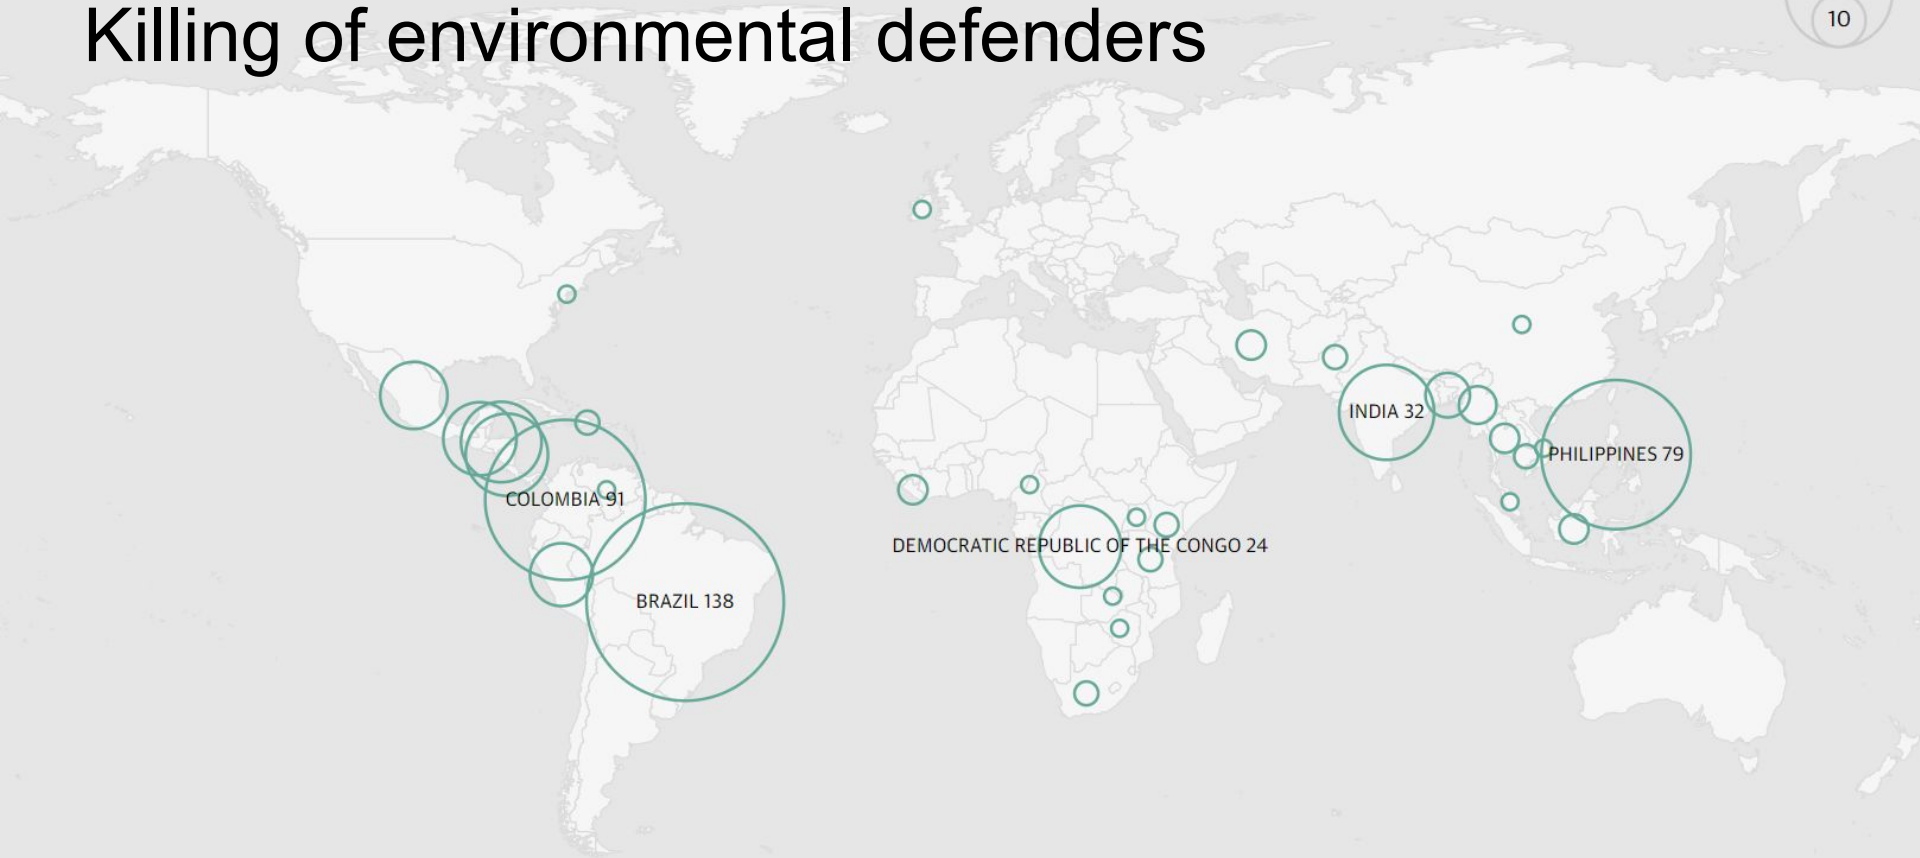 Killing of environmental defenders
10
INDIA 32
PHILIPPINES 79
COLOMBIA 91
DEMOCRATIC REPUBLIC OF THE CONGO 24
BRAZIL 138